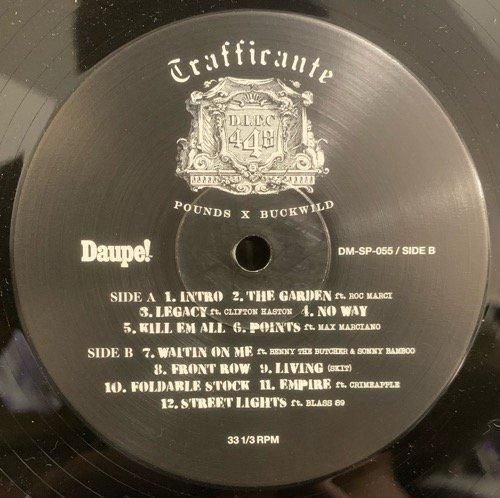 Trafficante
D.I.T.C
448
POUNDS X BUCKWILD
Daupe!
DM-SP-055 / SIDE B
SIDE A 1. INTRO 2. THE GARDEN ft. ROC MARCI
3. LEGACY ft. CLIFTON HASTON 4. NO WAY
5. KILL EM ALL 6. POINTS ft. MAX MARCIANO
SIDE B 7. WAITIN ON ME ft. BENNY THE BUTCHER & SONNY BAMBOO
8. FRONT ROW 9. LIVING (SKIT)
10. FOLDABLE STOCK 11. EMPIRE ft. CRIMEAPPLE
12. STREET LIGHTS ft. BLASS 89
33 1/3 RPM